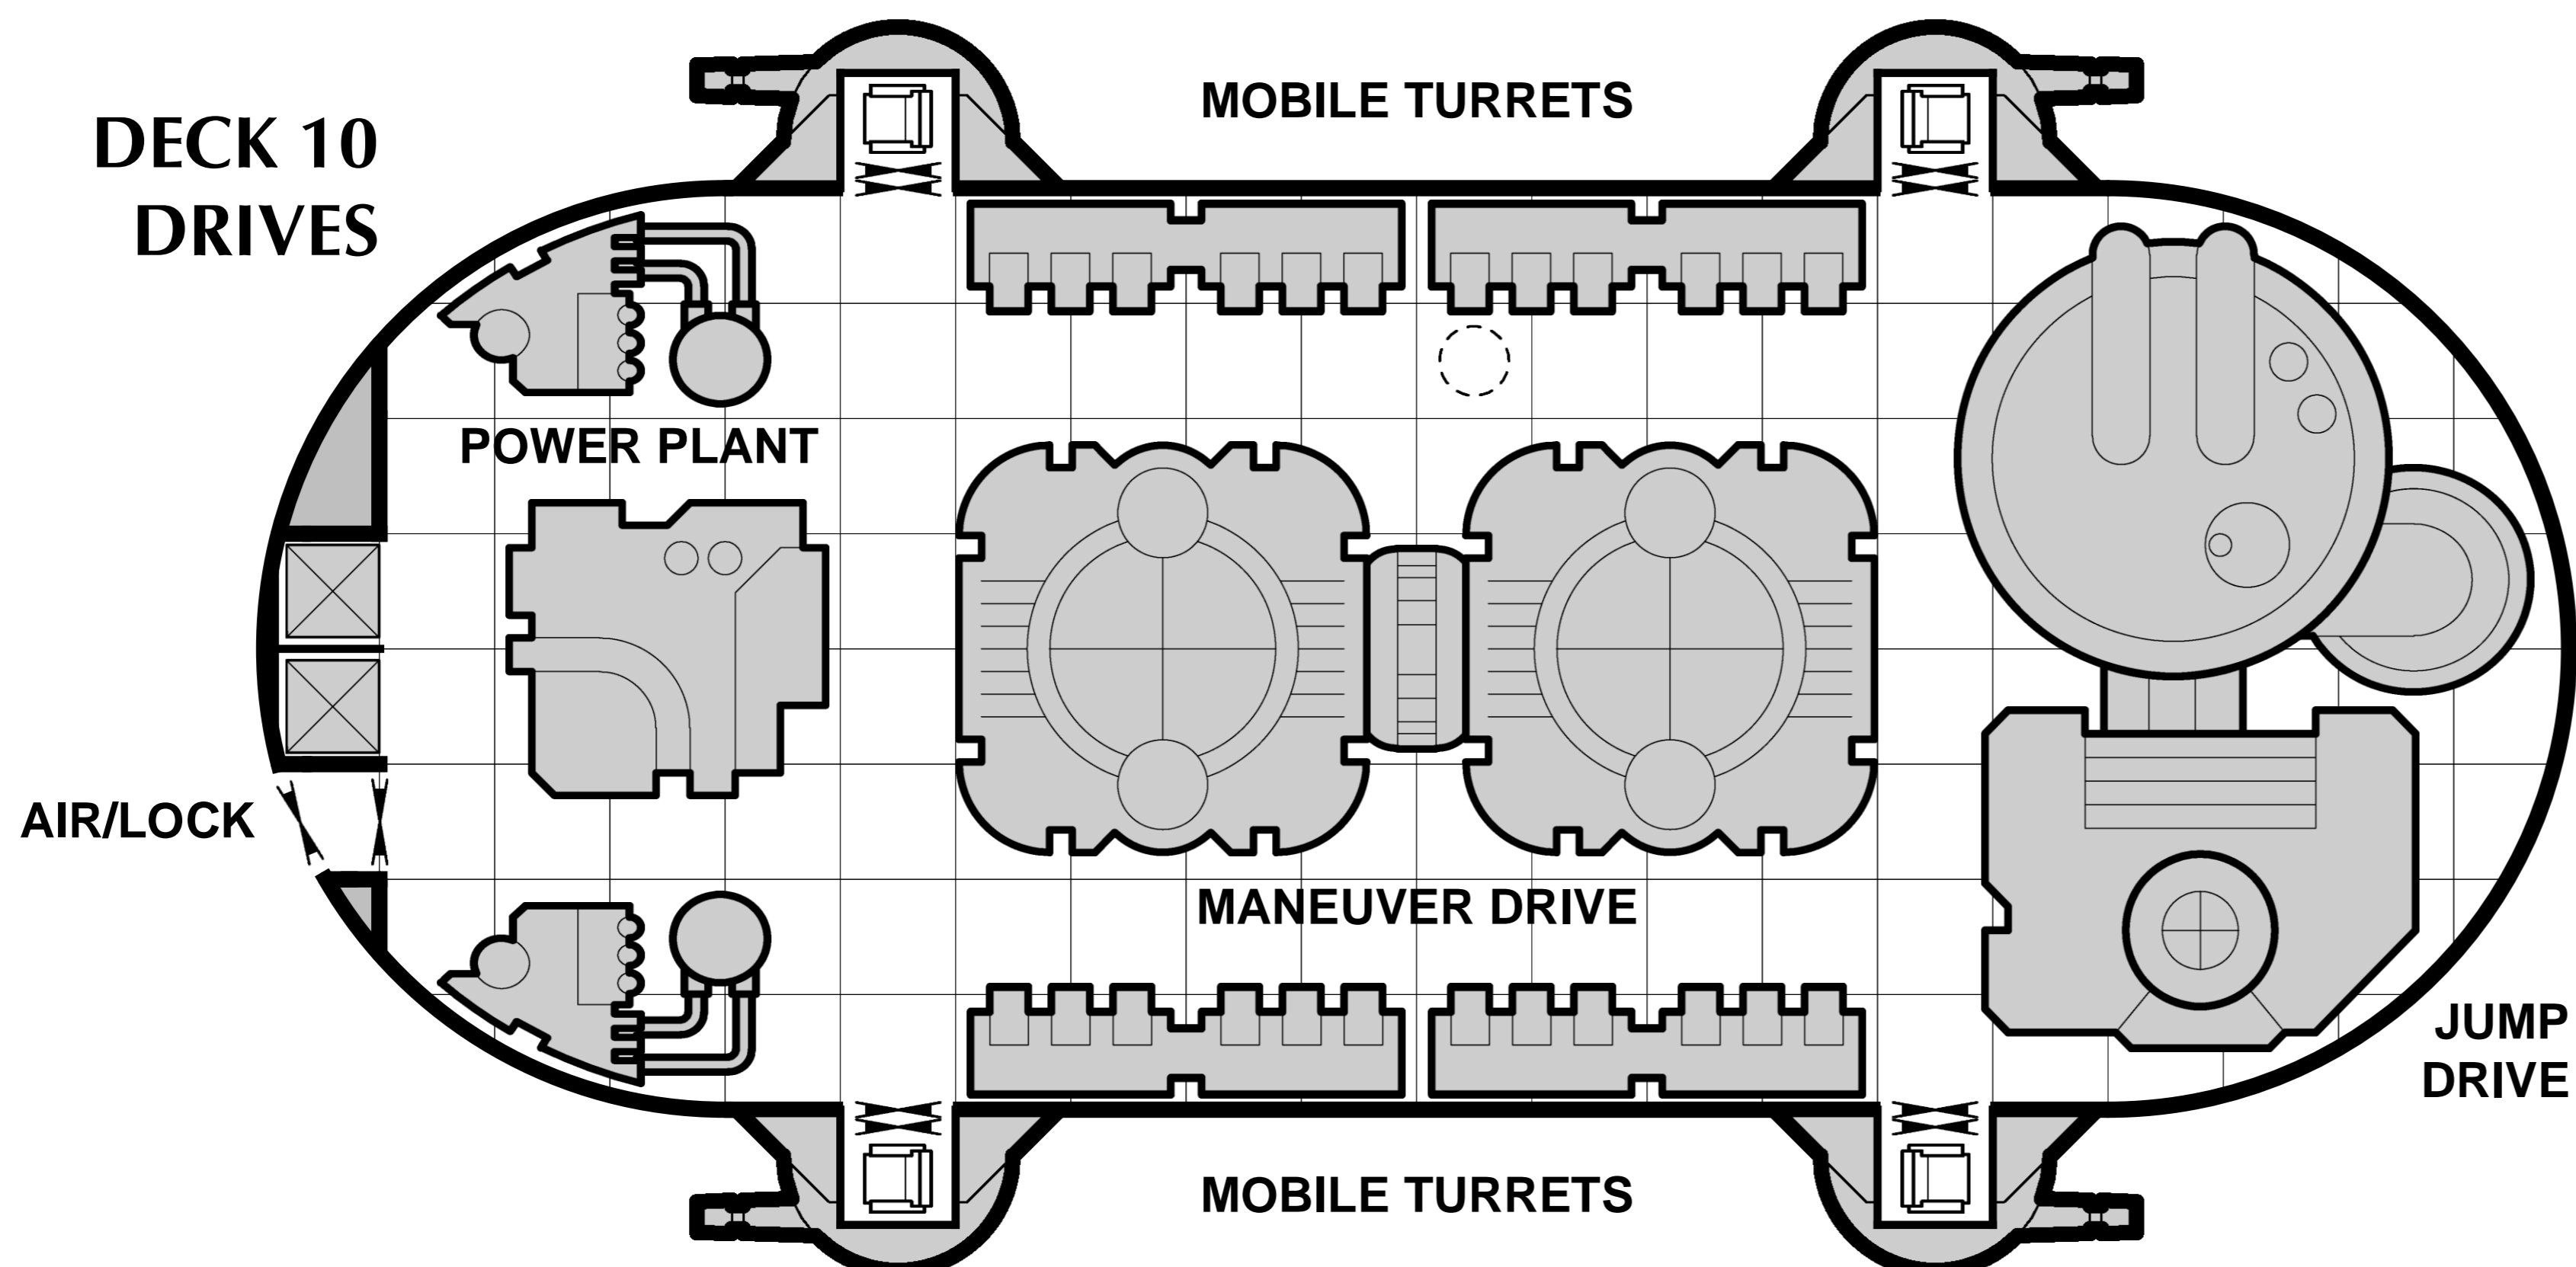 DECK 10
DRIVES
MOBILE TURRETS
POWER PLANT
AIR/LOCK
MANEUVER DRIVE
JUMP
DRIVE
MOBILE TURRETS